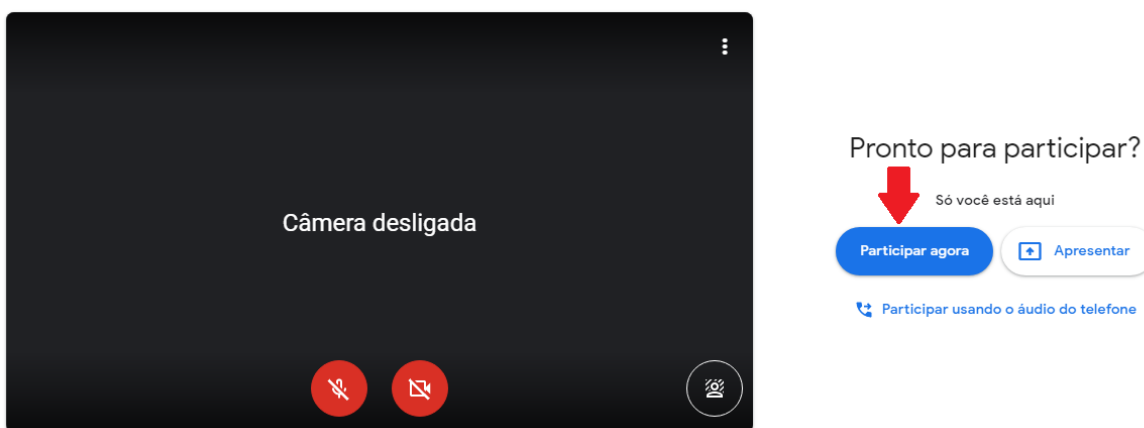 Câmera desligada
Pronto para participar?
Só você está aqui
Participar agora
Apresentar
Participar usando o áudio do telefone